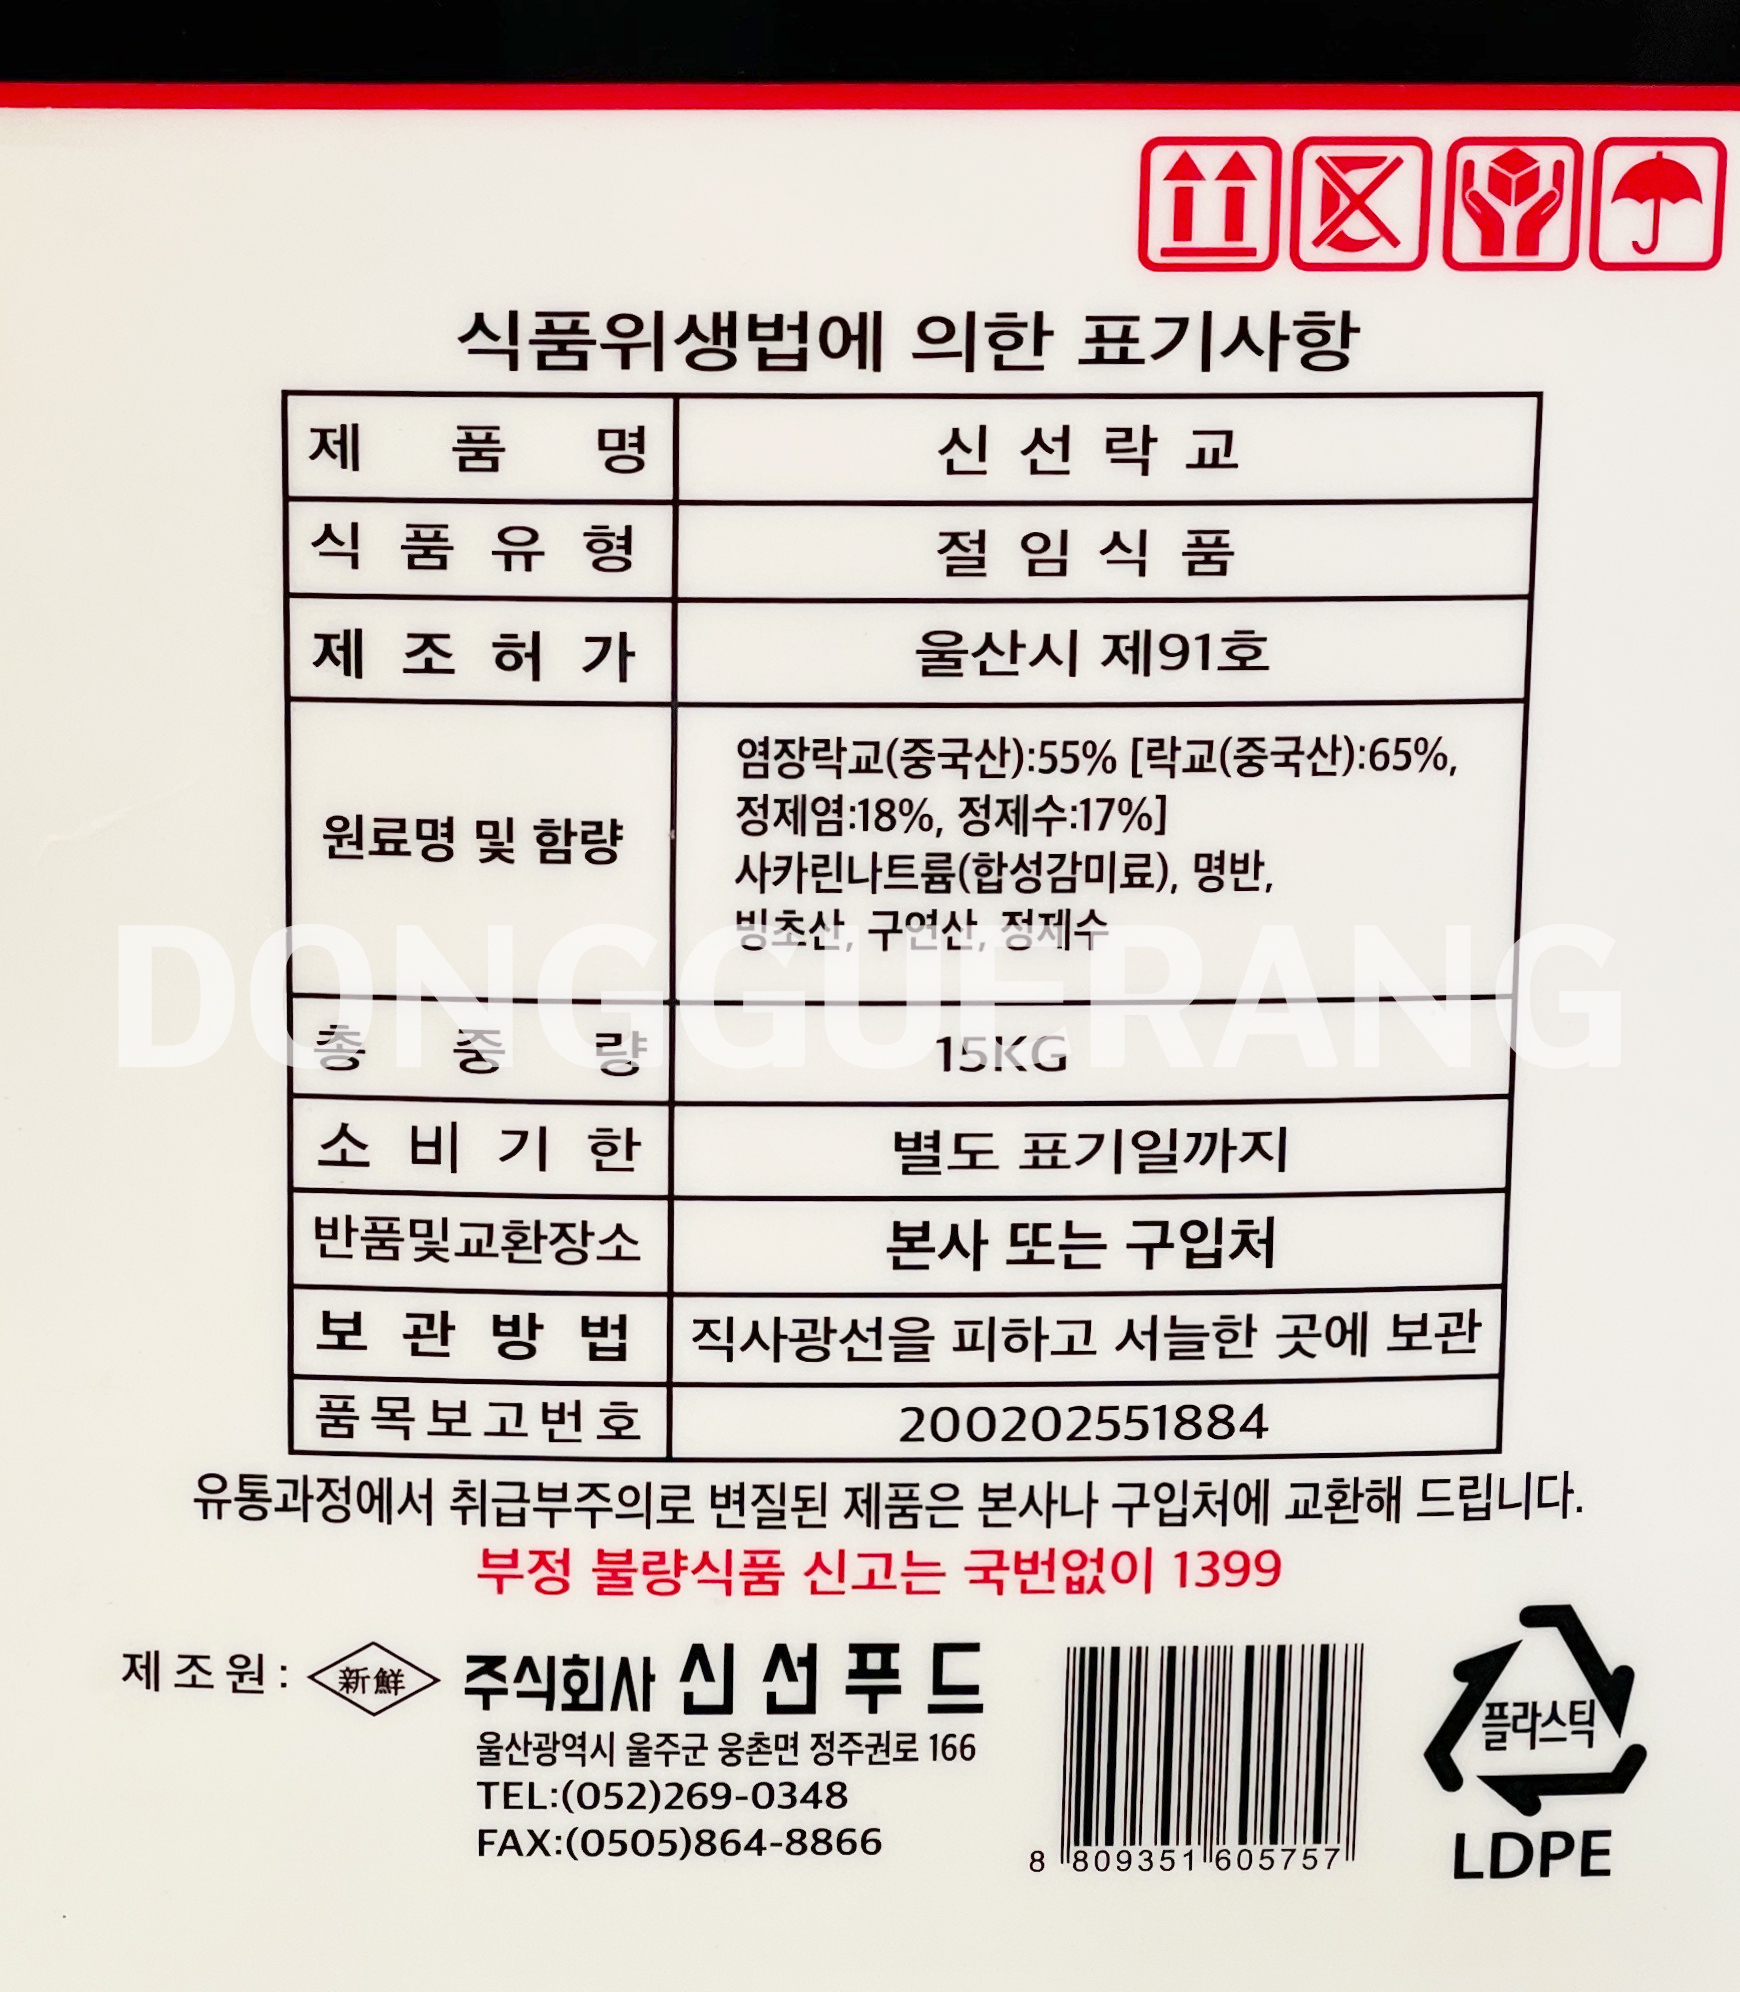 식품위생법에 의한 표기사항
제 품 명 신 선 락 교
식 품 유 형 절 임 식 품
제 조 허 가 울산시 제91호
원료명 및 함량
염장락교(중국산):55% [락교(중국산):65%,
정제염:18%, 정제수:17%]
사카린나트륨(합성감미료), 명반,
빙초산, 구연산, 정제수
DONGGUERANG
총 중 량 15KG
소 비 기 한 별도 표기일까지
반품및교환장소 본사 또는 구입처
보 관 방 법 직사광선을 피하고 서늘한 곳에 보관
품목보고번호 200202551884
유통과정에서 취급부주의로 변질된 제품은 본사나 구입처에 교환해 드립니다.
부정 불량식품 신고는 국번없이 1399
제조원: 新鮮 주식회사 신선푸드
울산광역시 울주군 웅촌면 정주권로 166
TEL:(052)269-0348
FAX:(0505)864-8866
8 809351 605757
플라스틱
LDPE